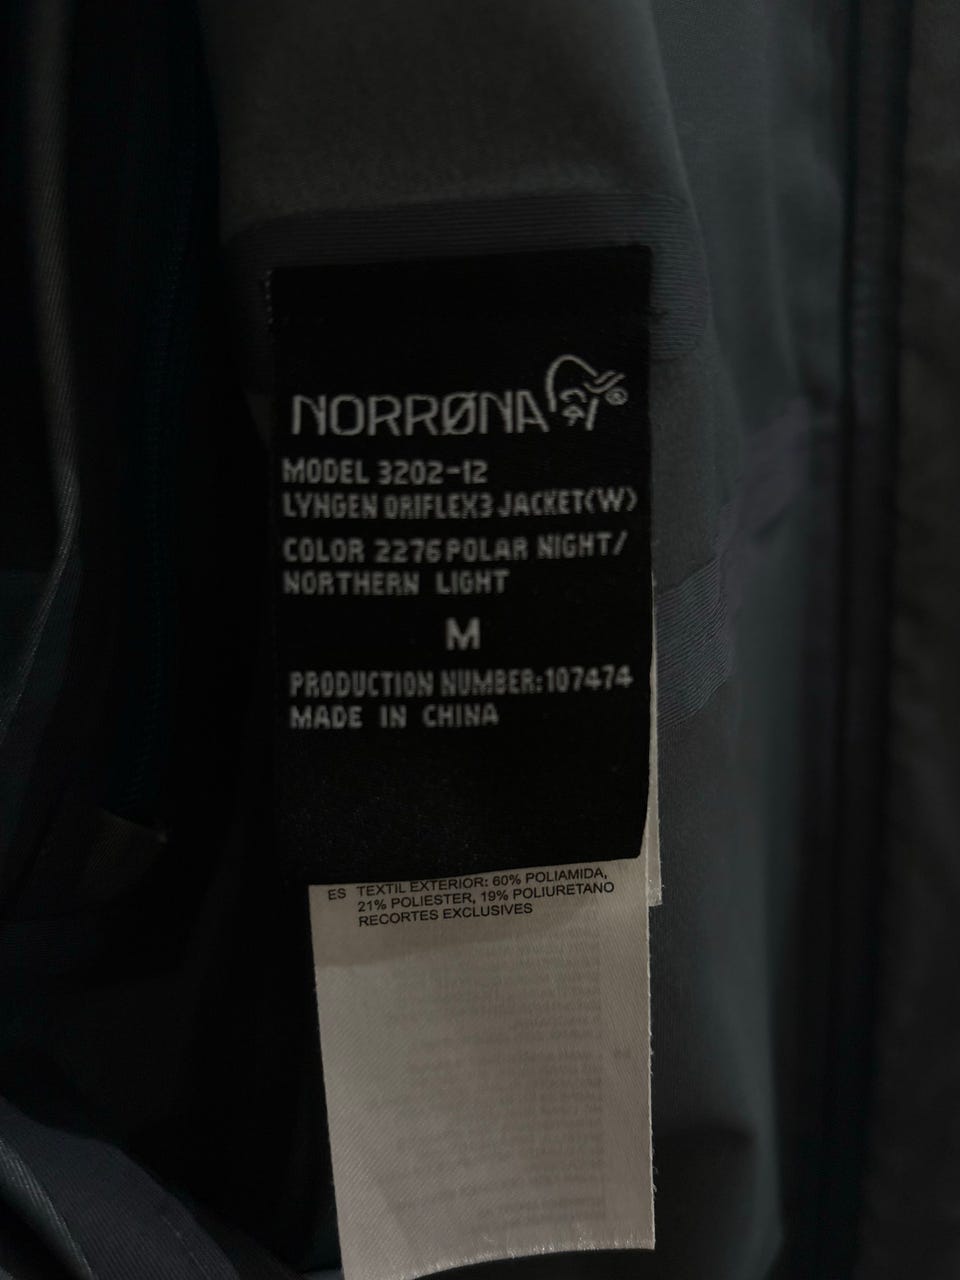 NORRØNA®
MODEL 3202-12
LYNGEN DRIFLEX3 JACKET(W)
COLOR 2276 POLAR NIGHT/
NORTHERN LIGHT
M
PRODUCTION NUMBER:107474
MADE IN CHINA
ES TEXTIL EXTERIOR: 60% POLIAMIDA,
21% POLIESTER, 19% POLIURETANO
RECORTES EXCLUSIVES